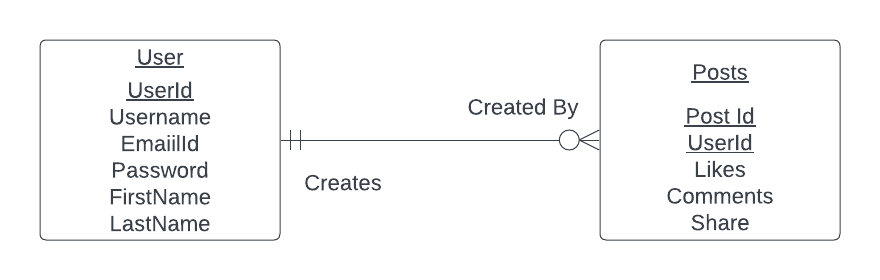 User
UserId
Username
EmaiilId
Password
FirstName
LastName
Creates
Created By
Posts
Post Id
UserId
Likes
Comments
Share